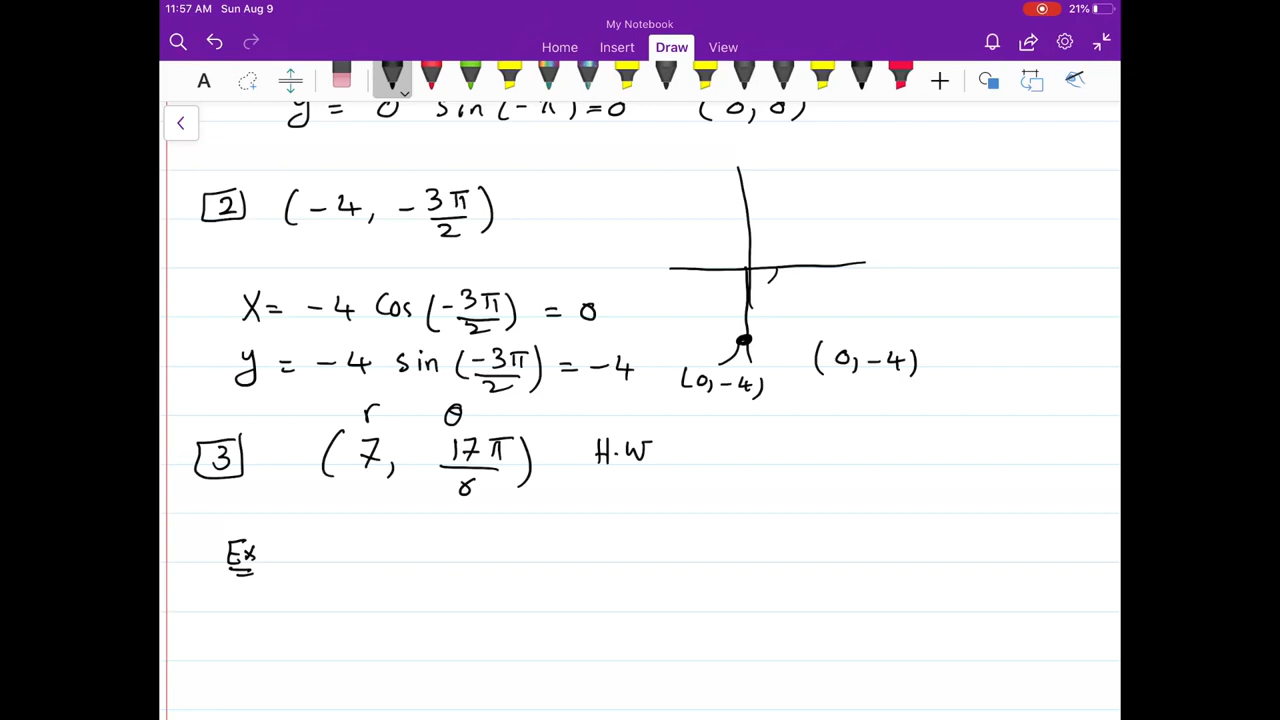 11:57 AM Sun Aug 9
21%
My Notebook
Home Insert Draw View
y = 0 sin(-π) = 0 (0, 0)
2 (-4, -3π/2)
X = -4 Cos (-3π/2) = 0
y = -4 sin (-3π/2) = -4
(0, -4) (0, -4)
r θ
3 (7, 17π/ ) H.W
Ex